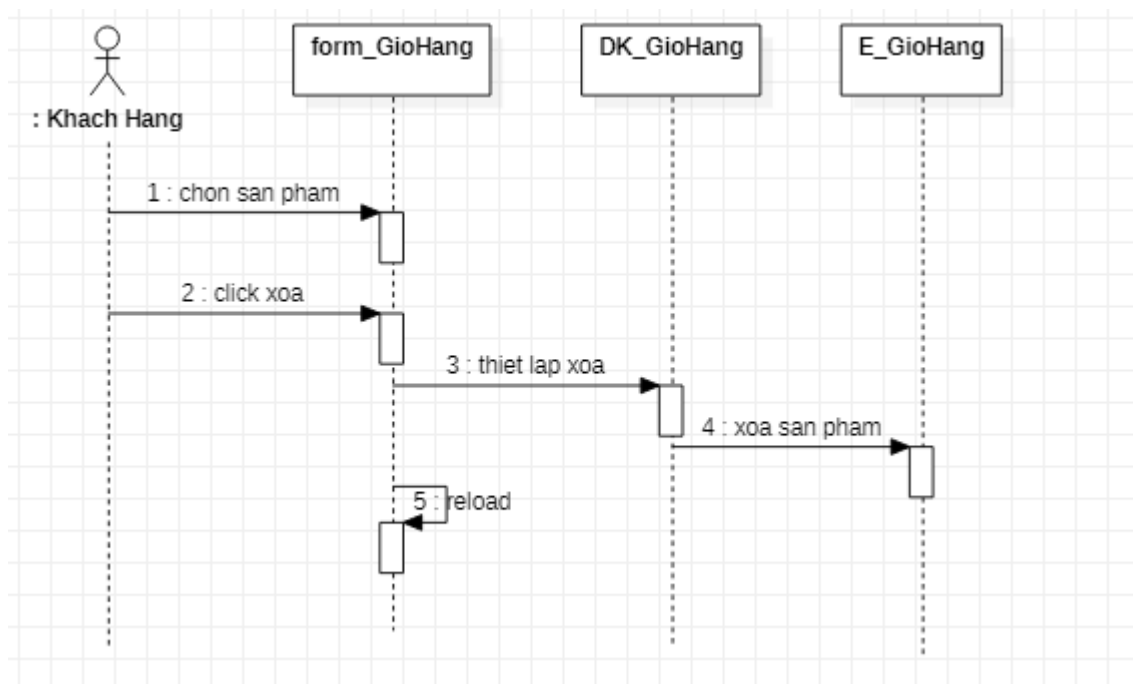 form_GioHang
DK_GioHang
E_GioHang
: Khach Hang
1 : chon san pham
2 : click xoa
3 : thiet lap xoa
4 : xoa san pham
5 : reload